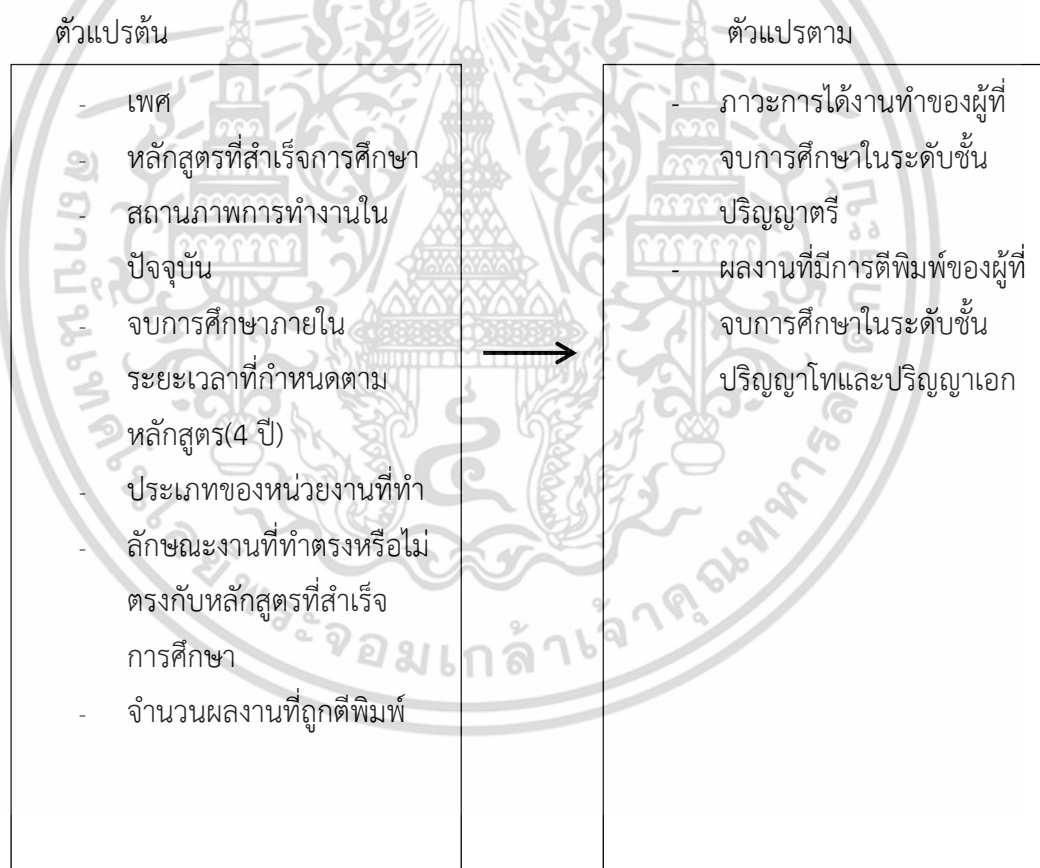 ตัวแปรต้น
- เพศ
- หลักสูตรที่สำเร็จการศึกษา
- สถานภาพการทำงานใน
ปัจจุบัน
- จบการศึกษาภายใน
ระยะเวลาที่กำหนดตาม
หลักสูตร(4 ปี)
- ประเภทของหน่วยงานที่ทำ
- ลักษณะงานที่ทำตรงหรือไม่
ตรงกับหลักสูตรที่สำเร็จ
การศึกษา
- จำนวนผลงานที่ถูกตีพิมพ์
ตัวแปรตาม
- ภาวะการได้งานทำของผู้ที่
จบการศึกษาในระดับชั้น
ปริญญาตรี
- ผลงานที่มีการตีพิมพ์ของผู้ที่
จบการศึกษาในระดับชั้น
ปริญญาโทและปริญญาเอก